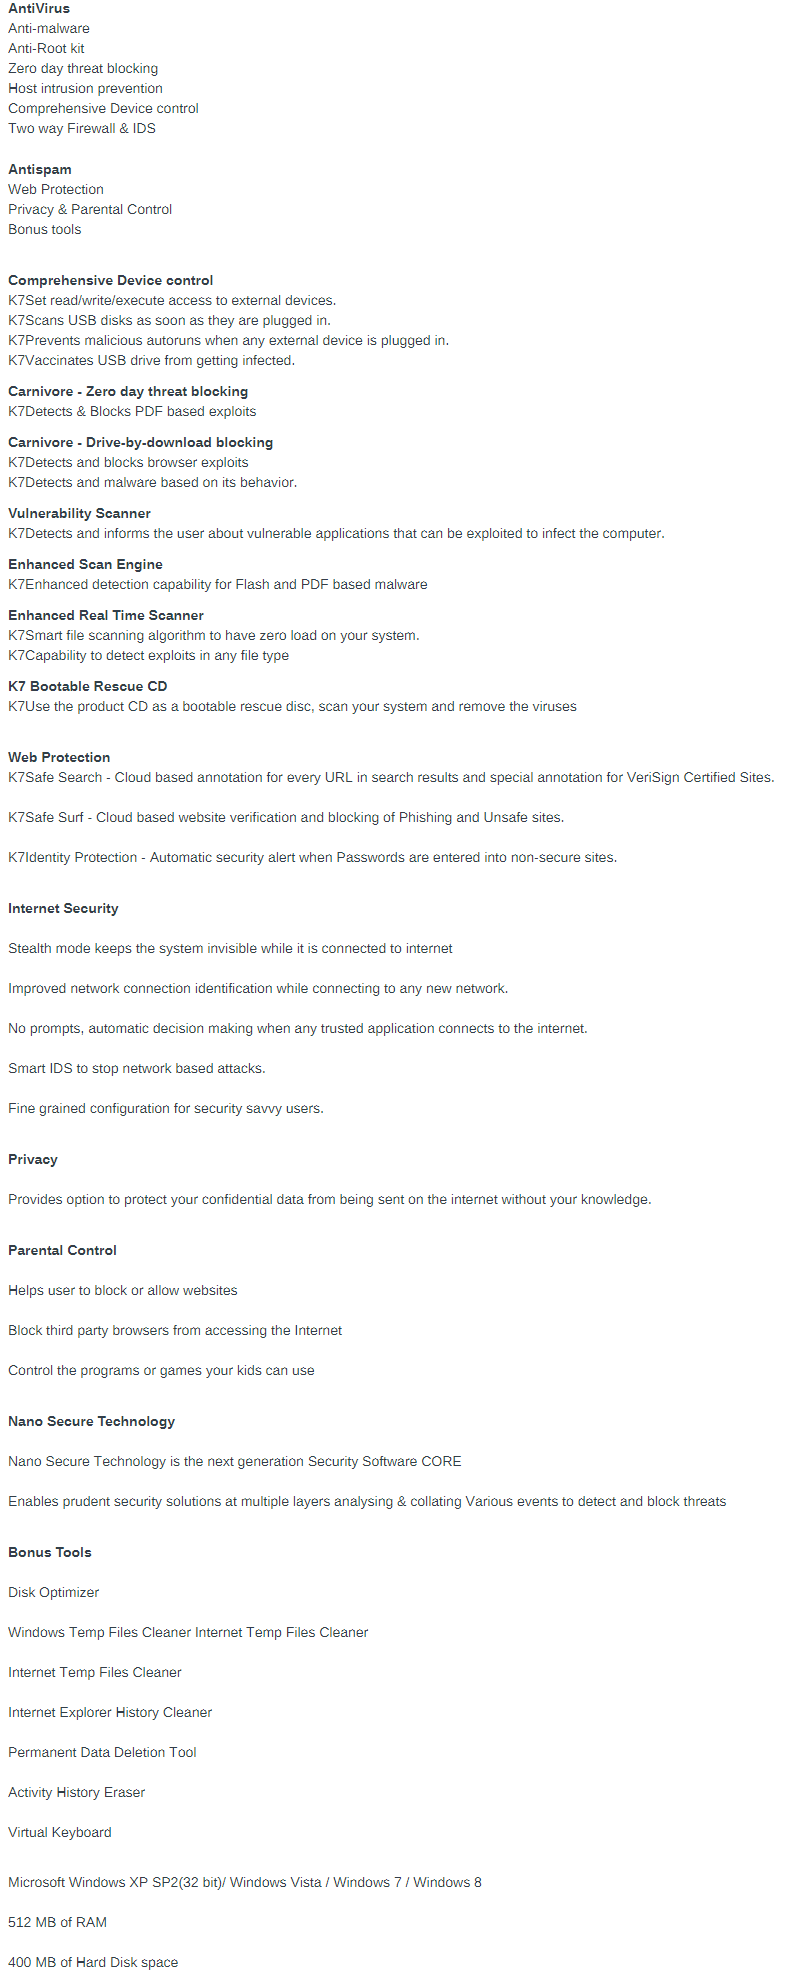 AntiVirus
Anti-malware
Anti-Root kit
Zero day threat blocking
Host intrusion prevention
Comprehensive Device control
Two way Firewall & IDS
Antispam
Web Protection
Privacy & Parental Control
Bonus tools
Comprehensive Device control
K7Set read/write/execute access to external devices.
K7Scans USB disks as soon as they are plugged in.
K7Prevents malicious autoruns when any external device is plugged in.
K7Vaccinates USB drive from getting infected.
Carnivore - Zero day threat blocking
K7Detects & Blocks PDF based exploits
Carnivore - Drive-by-download blocking
K7Detects and blocks browser exploits
K7Detects and malware based on its behavior.
Vulnerability Scanner
K7Detects and informs the user about vulnerable applications that can be exploited to infect the computer.
Enhanced Scan Engine
K7Enhanced detection capability for Flash and PDF based malware
Enhanced Real Time Scanner
K7Smart file scanning algorithm to have zero load on your system.
K7Capability to detect exploits in any file type
K7 Bootable Rescue CD
K7Use the product CD as a bootable rescue disc, scan your system and remove the viruses
Web Protection
K7Safe Search - Cloud based annotation for every URL in search results and special annotation for VeriSign Certified Sites.
K7Safe Surf - Cloud based website verification and blocking of Phishing and Unsafe sites.
K7Identity Protection - Automatic security alert when Passwords are entered into non-secure sites.
Internet Security
Stealth mode keeps the system invisible while it is connected to internet
Improved network connection identification while connecting to any new network.
No prompts, automatic decision making when any trusted application connects to the internet.
Smart IDS to stop network based attacks.
Fine grained configuration for security savvy users.
Privacy
Provides option to protect your confidential data from being sent on the internet without your knowledge.
Parental Control
Helps user to block or allow websites
Block third party browsers from accessing the Internet
Control the programs or games your kids can use
Nano Secure Technology
Nano Secure Technology is the next generation Security Software CORE
Enables prudent security solutions at multiple layers analysing & collating Various events to detect and block threats
Bonus Tools
Disk Optimizer
Windows Temp Files Cleaner Internet Temp Files Cleaner
Internet Temp Files Cleaner
Internet Explorer History Cleaner
Permanent Data Deletion Tool
Activity History Eraser
Virtual Keyboard
Microsoft Windows XP SP2(32 bit)/ Windows Vista / Windows 7 / Windows 8
512 MB of RAM
400 MB of Hard Disk space